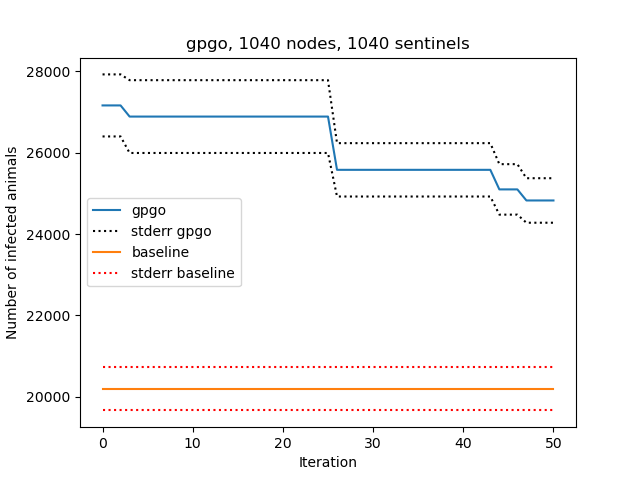 gpgo, 1040 nodes, 1040 sentinels
Number of infected animals
28000
26000
24000
22000
20000
gpgo
stderr gpgo
baseline
stderr baseline
0 10 20 30 40 50
Iteration